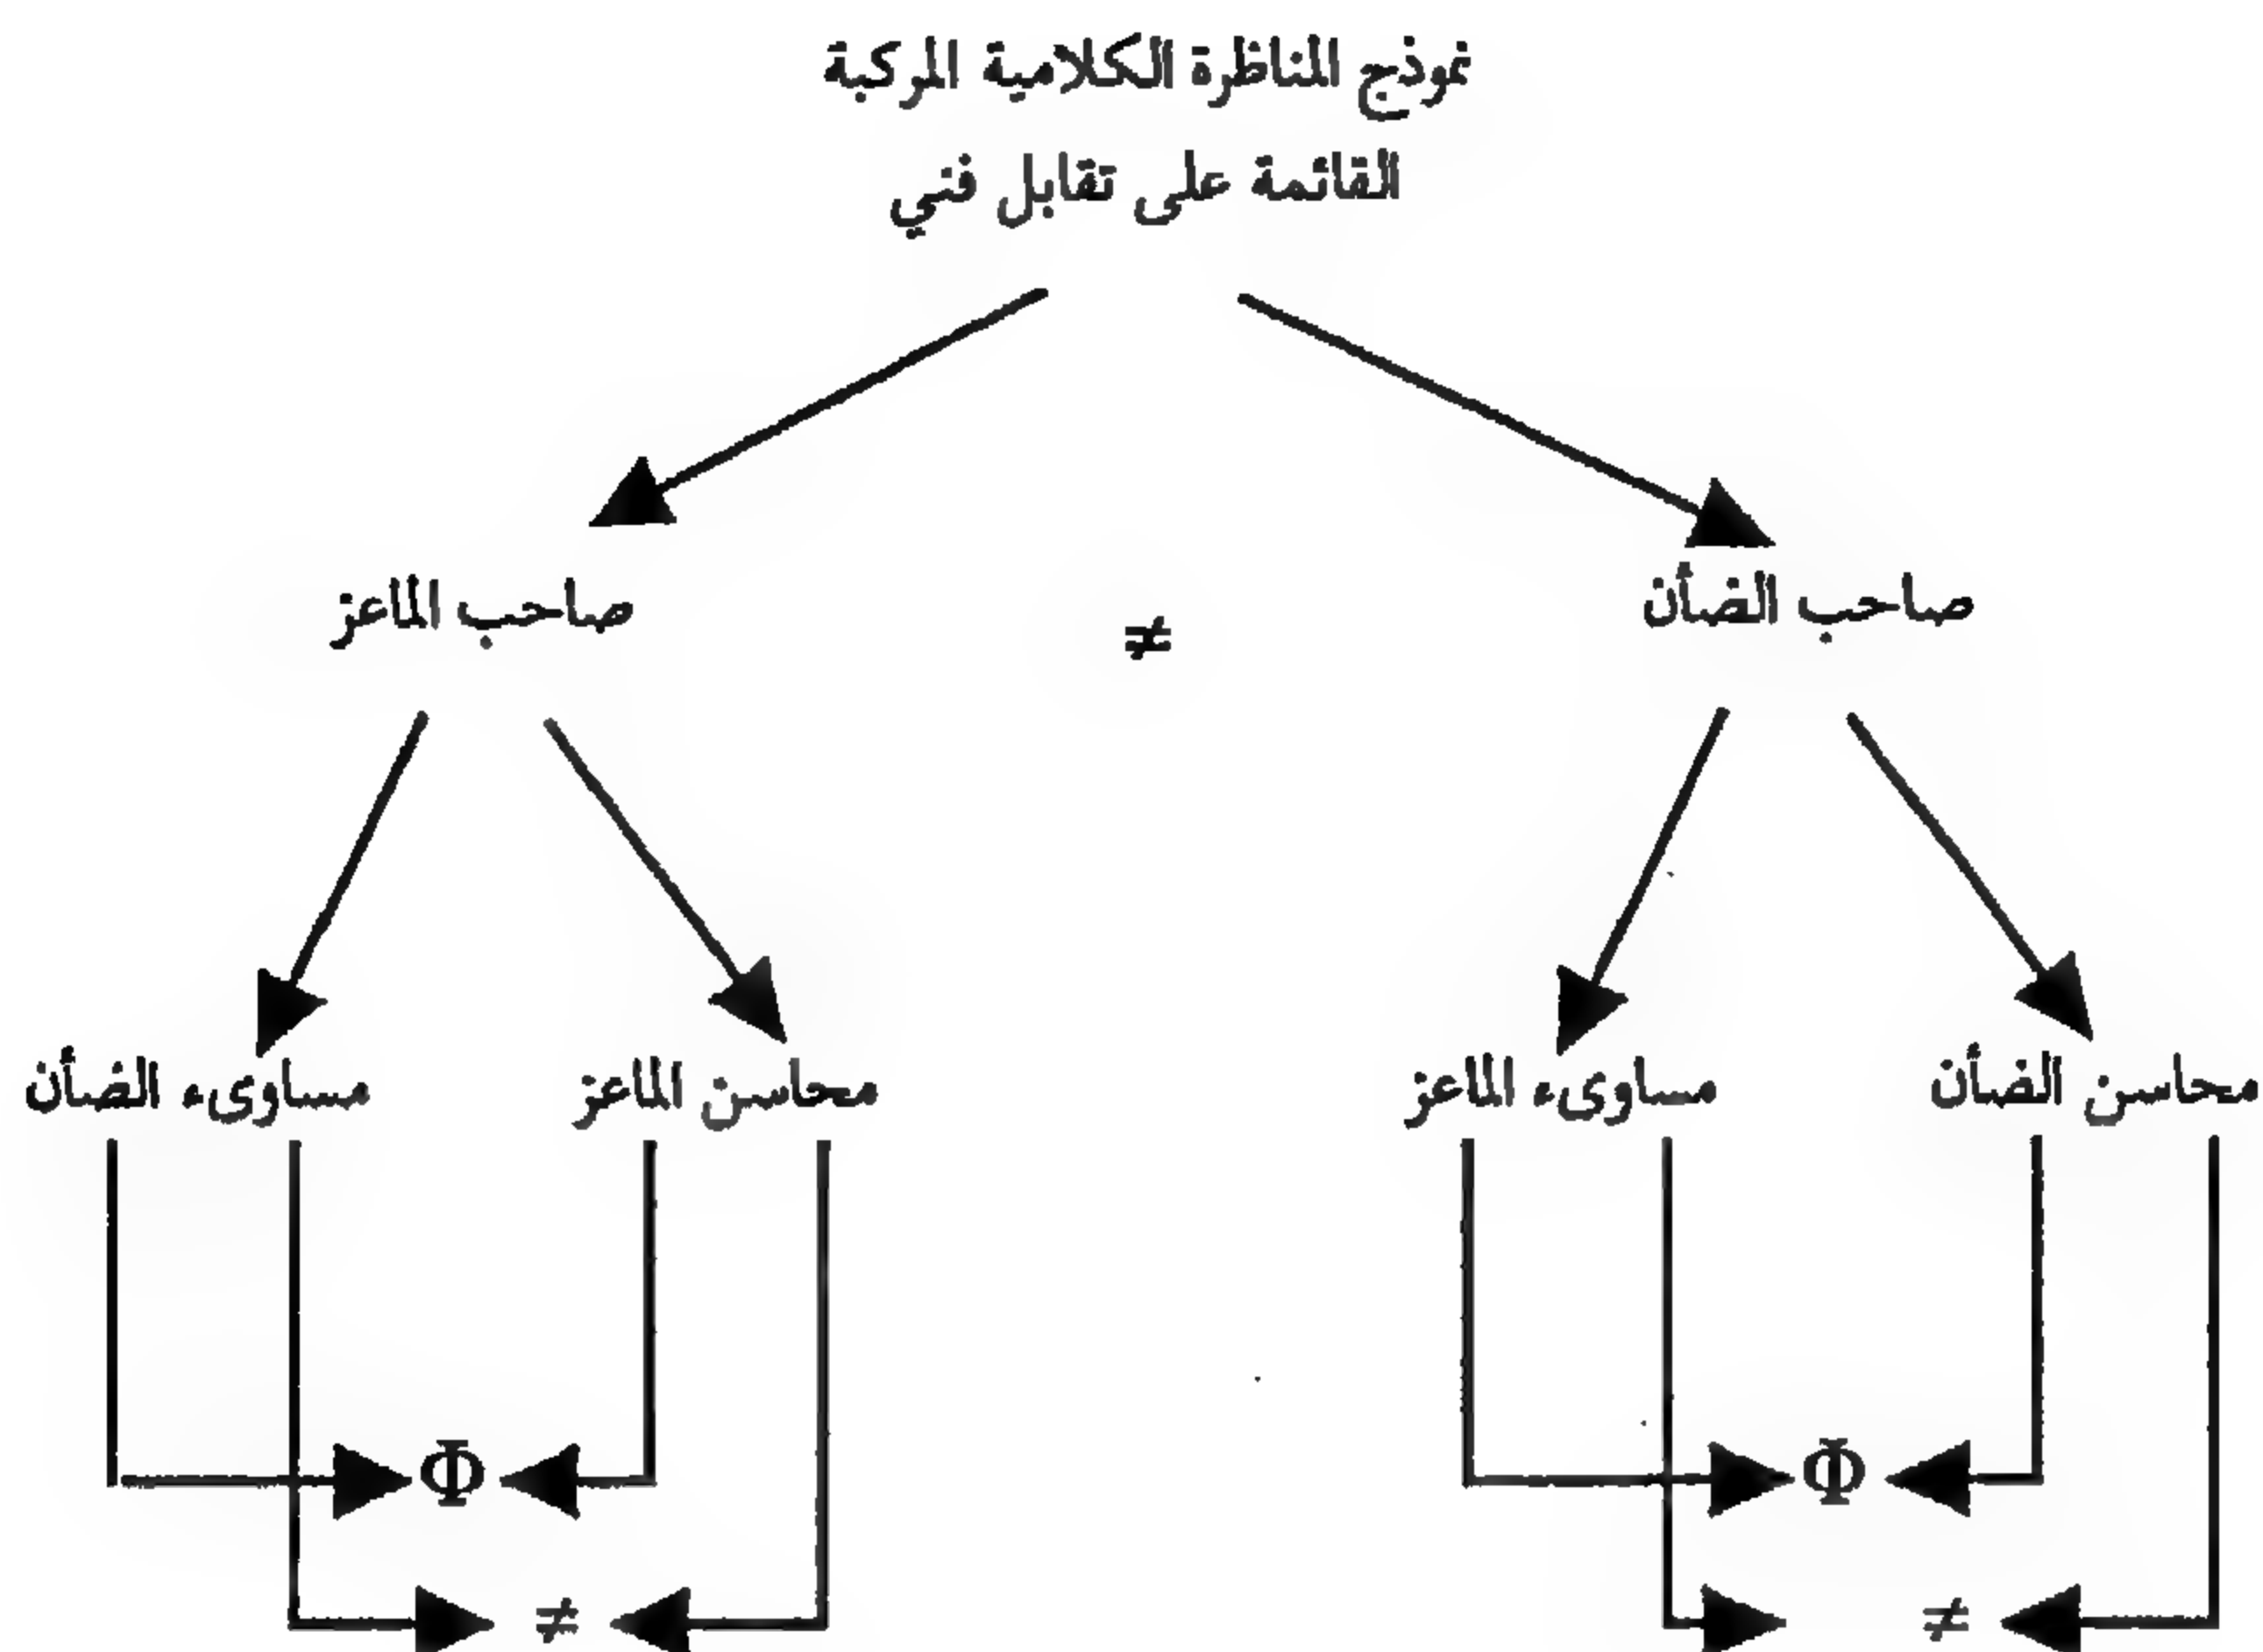 نموذج المناظرة الكلامية المركبة
القائمة على تقابل فني
صاحب الضأن ≠ صاحب الماعز
محاسن الضأن مساوىء الماعز محاسن الماعز مساوىء الضأن
Φ Φ
≠ ≠